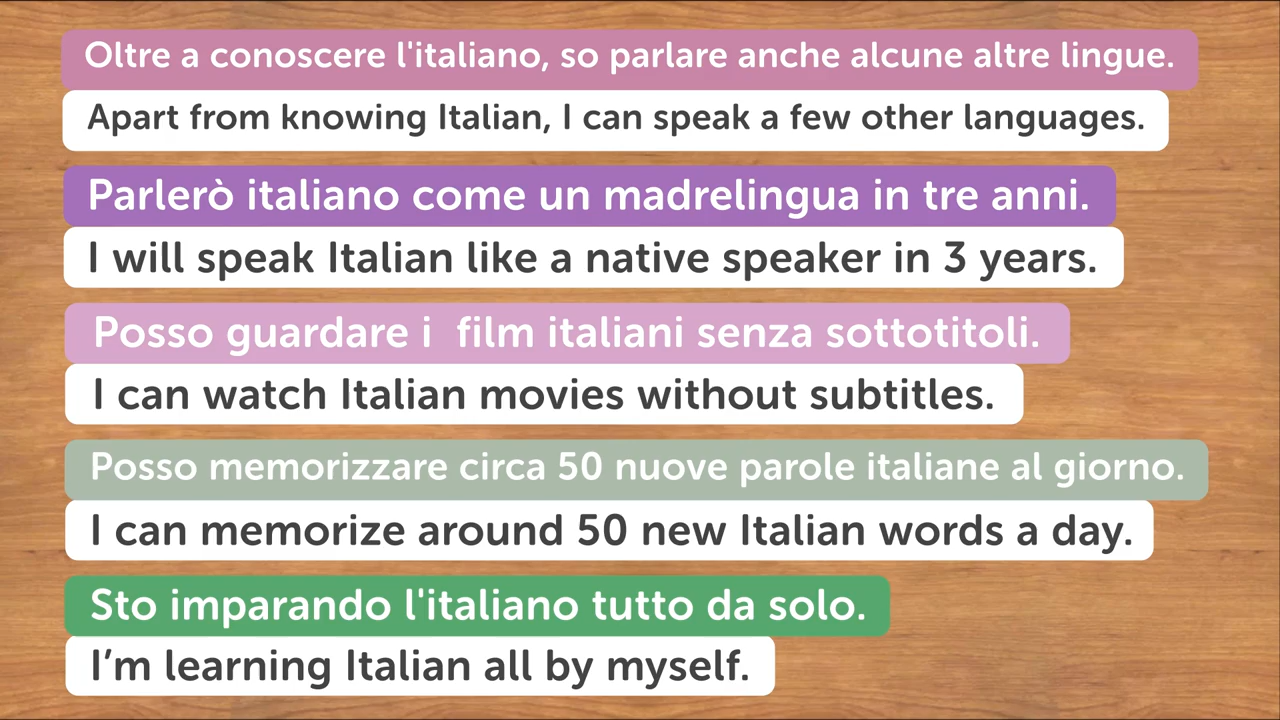 Oltre a conoscere l'italiano, so parlare anche alcune altre lingue.
Apart from knowing Italian, I can speak a few other languages.
Parlerò italiano come un madrelingua in tre anni.
I will speak Italian like a native speaker in 3 years.
Posso guardare i  film italiani senza sottotitoli.
I can watch Italian movies without subtitles.
Posso memorizzare circa 50 nuove parole italiane al giorno.
I can memorize around 50 new Italian words a day.
Sto imparando l'italiano tutto da solo.
I’m learning Italian all by myself.